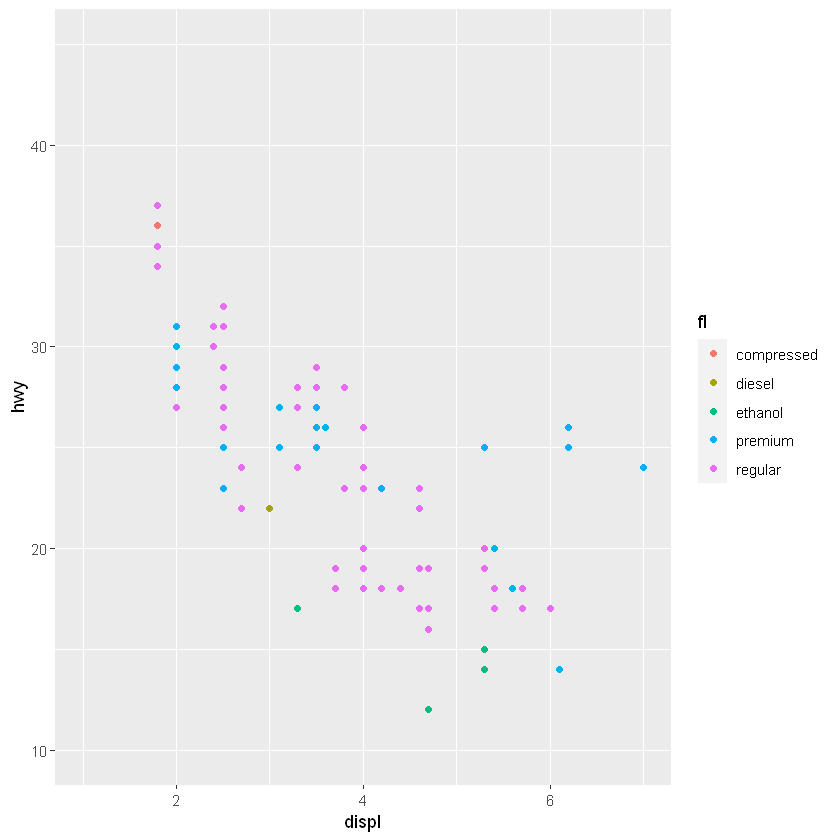 40
30
20
10
hwy
2 4 6
displ
fl
compressed
diesel
ethanol
premium
regular